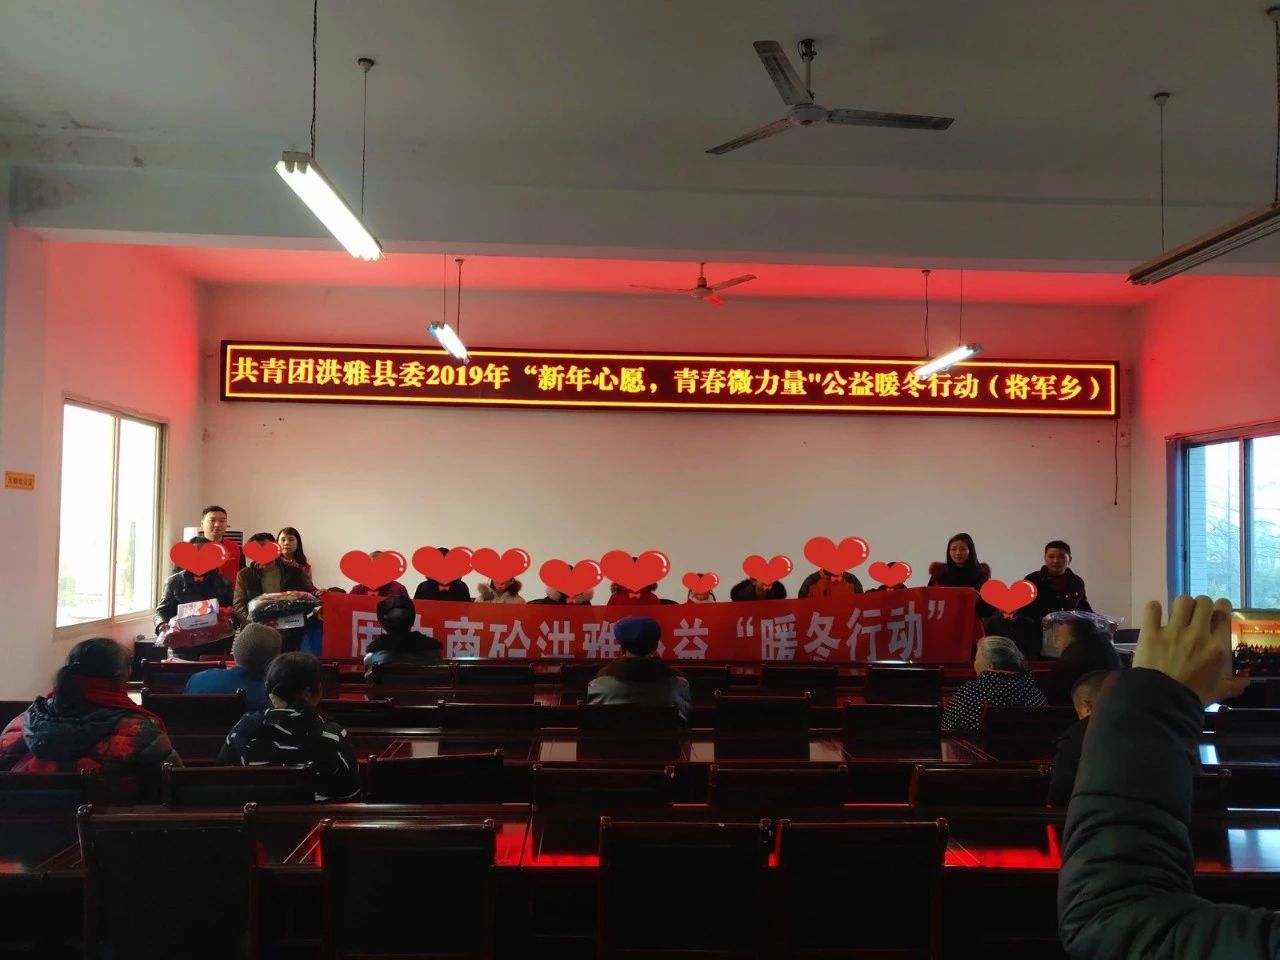 共青团洪雅县委2019年“新年心愿，青春微力量"公益暖冬行动（将军乡）
商砼洪雅公益“暖冬行动”